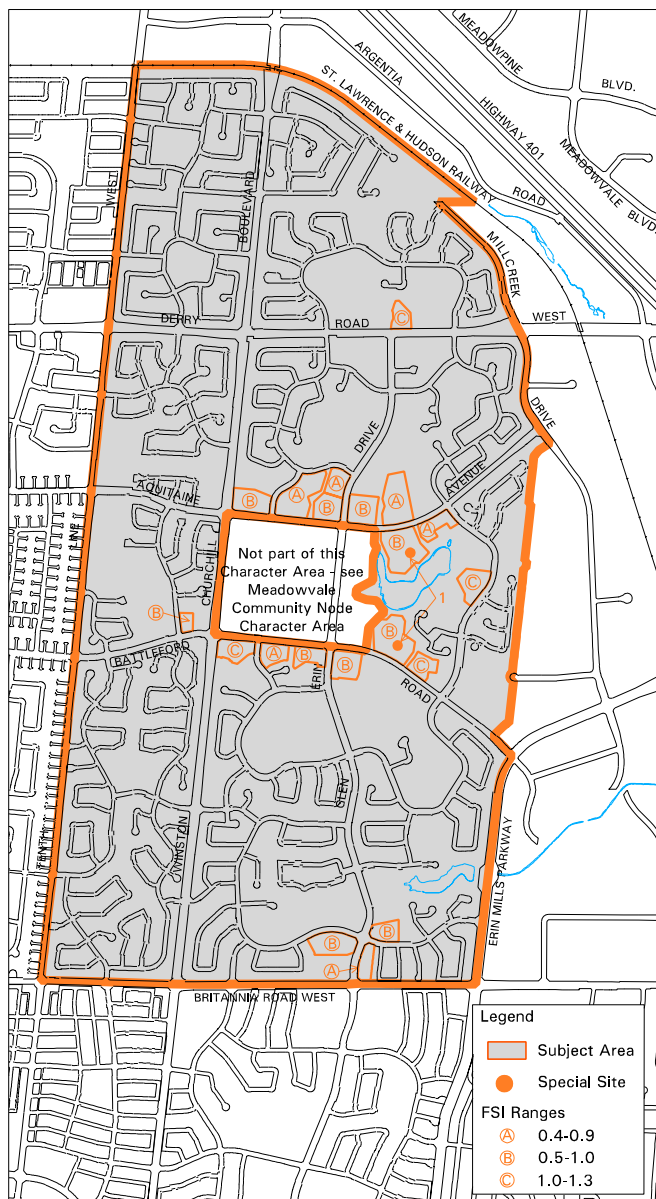 MEADOWPINE
BLVD.
ARGENTIA
HIGHWAY 401
ST. LAWRENCE & HUDSON RAILWAY
MEADOWVALE
BLVD.
ROAD
WEST
BOULEVARD
MILLCREEK
DERRY
ROAD
WEST
C
DRIVE
DRIVE
AVENUE
AQUITAINE
B
A
A
B
B
A
A
B
Not part of this
Character Area - see
Meadowvale
Community Node
Character Area
LINE
CHURCHILL
1
C
B
B
BATTLEFORD
C
A
B
B
C
ERIN
ROAD
GLEN
WINSTON
TENTH
ERIN MILLS PARKWAY
B
B
A
BRITANNIA ROAD WEST
Legend
Subject Area
Special Site
FSI Ranges
A 0.4-0.9
B 0.5-1.0
C 1.0-1.3